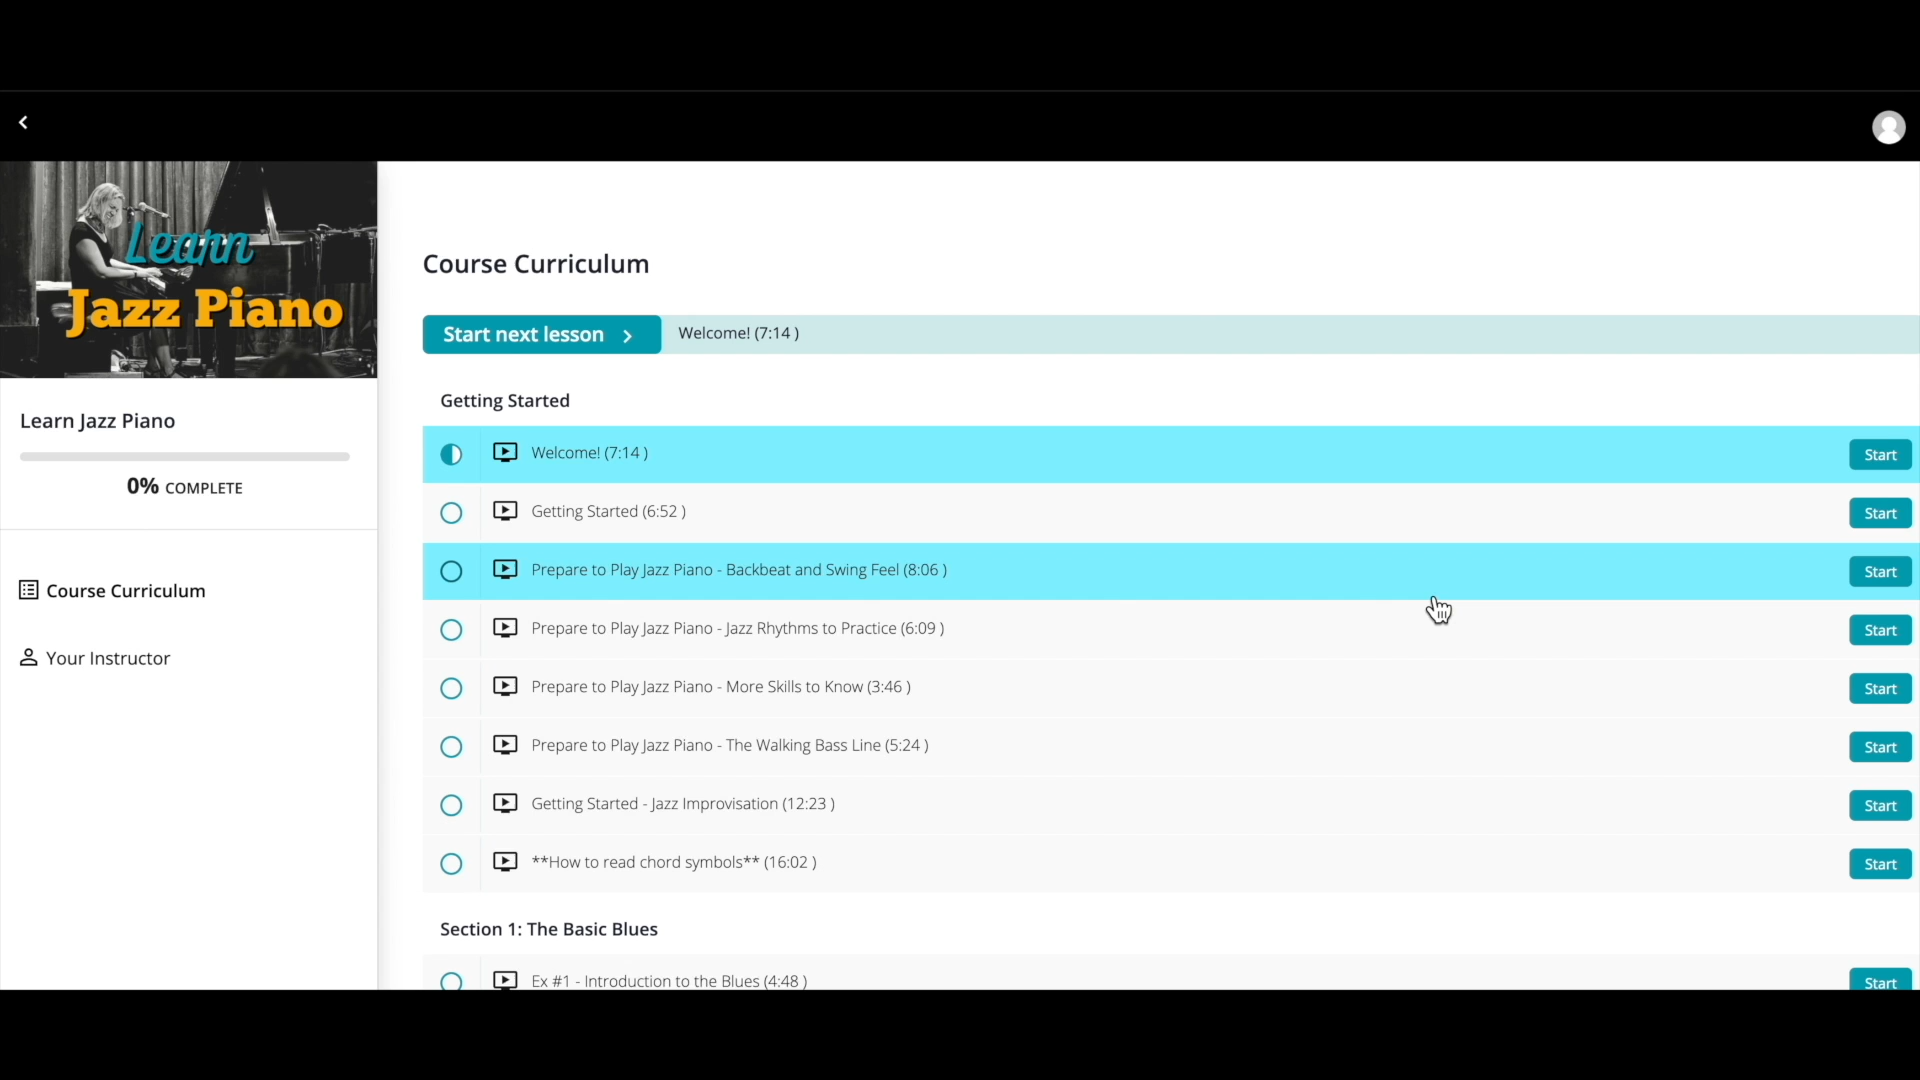 Learn
Jazz Piano
Learn Jazz Piano
0% COMPLETE
Course Curriculum
Your Instructor
Course Curriculum
Start next lesson
Welcome! (7:14 )
Getting Started
Welcome! (7:14 )
Start
Getting Started (6:52 )
Start
Prepare to Play Jazz Piano - Backbeat and Swing Feel (8:06 )
Start
Prepare to Play Jazz Piano - Jazz Rhythms to Practice (6:09 )
Start
Prepare to Play Jazz Piano - More Skills to Know (3:46 )
Start
Prepare to Play Jazz Piano - The Walking Bass Line (5:24 )
Start
Getting Started - Jazz Improvisation (12:23 )
Start
**How to read chord symbols** (16:02 )
Start
Section 1: The Basic Blues
Ex #1 - Introduction to the Blues (4:48 )
Start